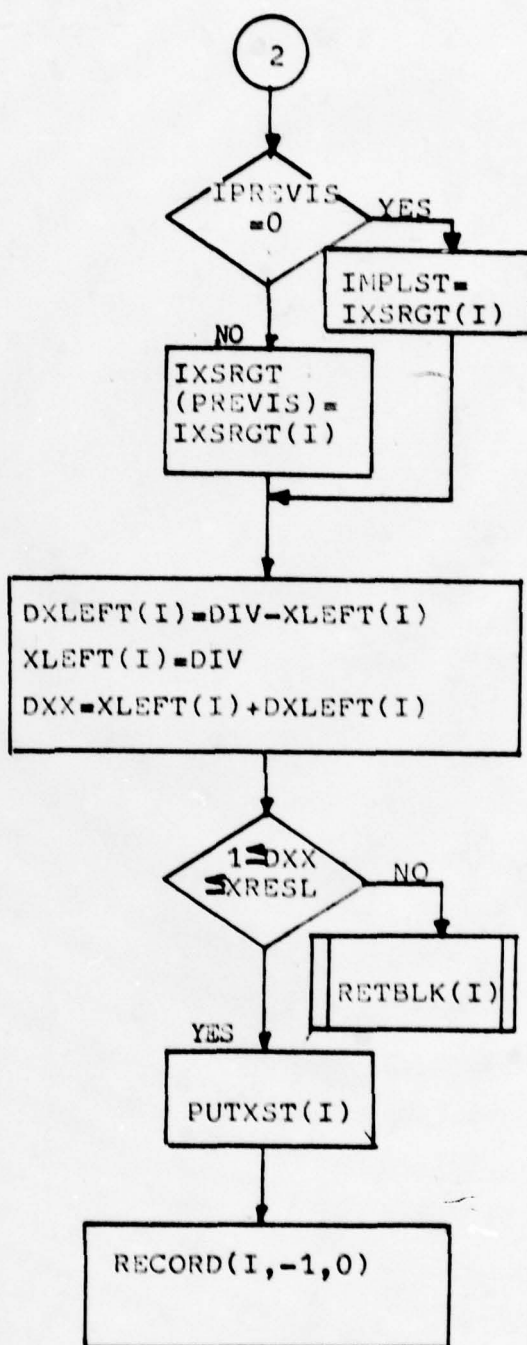 2
IPREVIS
=0
YES
IMPLST=
IXSRGT(I)
NO
IXSRGT
(PREVIS)=
IXSRGT(I)
DXLEFT(I)=DIV-XLEFT(I)
XLEFT(I)=DIV
DXX=XLEFT(I)+DXLEFT(I)
1≤DXX
≤XRESL
NO
RETBLK(I)
YES
PUTXST(I)
RECORD(I,-1,0)